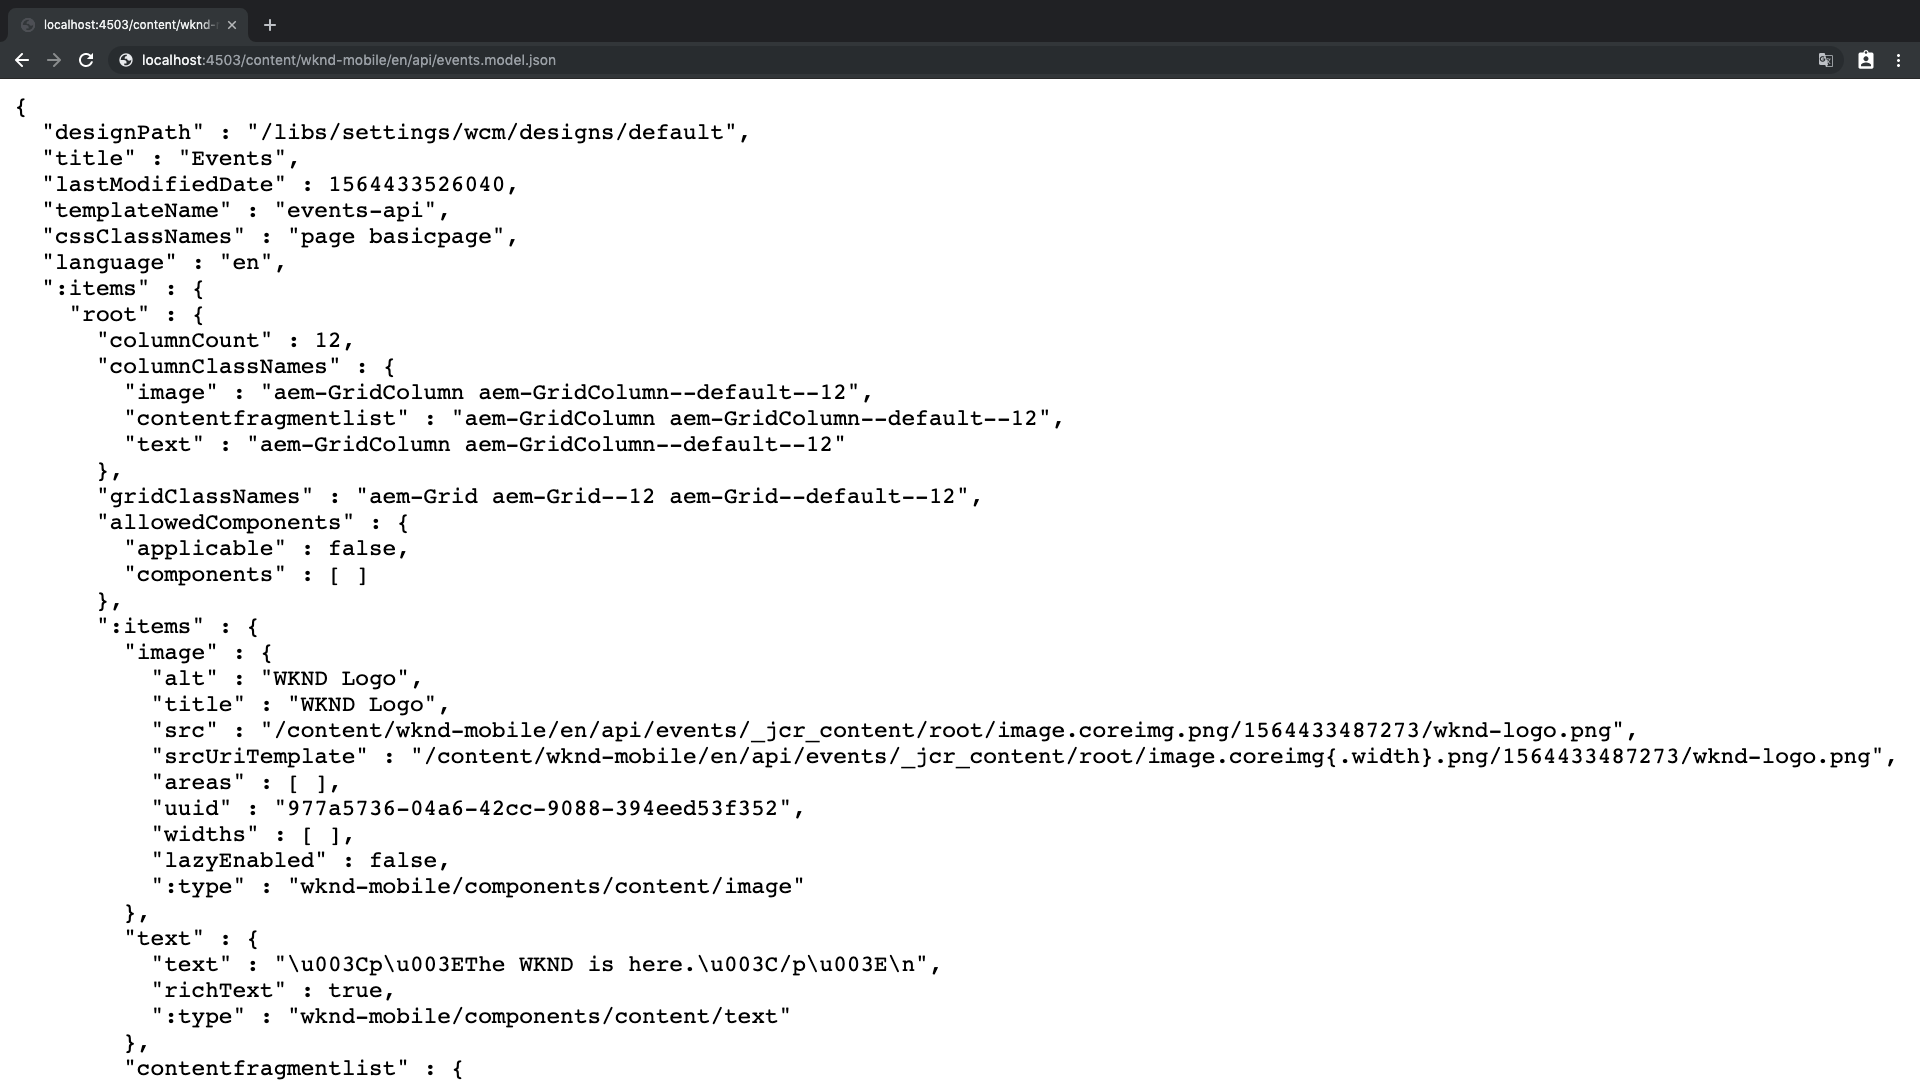 localhost:4503/content/wknd-
localhost:4503/content/wknd-mobile/en/api/events.model.json
{
"designPath" : "/libs/settings/wcm/designs/default",
"title" : "Events",
"lastModifiedDate" : 1564433526040,
"templateName" : "events-api",
"cssClassNames" : "page basicpage",
"language" : "en",
":items" : {
"root" : {
"columnCount" : 12,
"columnClassNames" : {
"image" : "aem-GridColumn aem-GridColumn--default--12",
"contentfragmentlist" : "aem-GridColumn aem-GridColumn--default--12",
"text" : "aem-GridColumn aem-GridColumn--default--12"
},
"gridClassNames" : "aem-Grid aem-Grid--12 aem-Grid--default--12",
"allowedComponents" : {
"applicable" : false,
"components" : [ ]
},
":items" : {
"image" : {
"alt" : "WKND Logo",
"title" : "WKND Logo",
"src" : "/content/wknd-mobile/en/api/events/_jcr_content/root/image.coreimg.png/1564433487273/wknd-logo.png",
"srcUriTemplate" : "/content/wknd-mobile/en/api/events/_jcr_content/root/image.coreimg{.width}.png/1564433487273/wknd-logo.png",
"areas" : [ ],
"uuid" : "977a5736-04a6-42cc-9088-394eed53f352",
"widths" : [ ],
"lazyEnabled" : false,
":type" : "wknd-mobile/components/content/image"
},
"text" : {
"text" : "\u003Cp\u003EThe WKND is here.\u003C/p\u003E\n",
"richText" : true,
":type" : "wknd-mobile/components/content/text"
},
"contentfragmentlist" : {